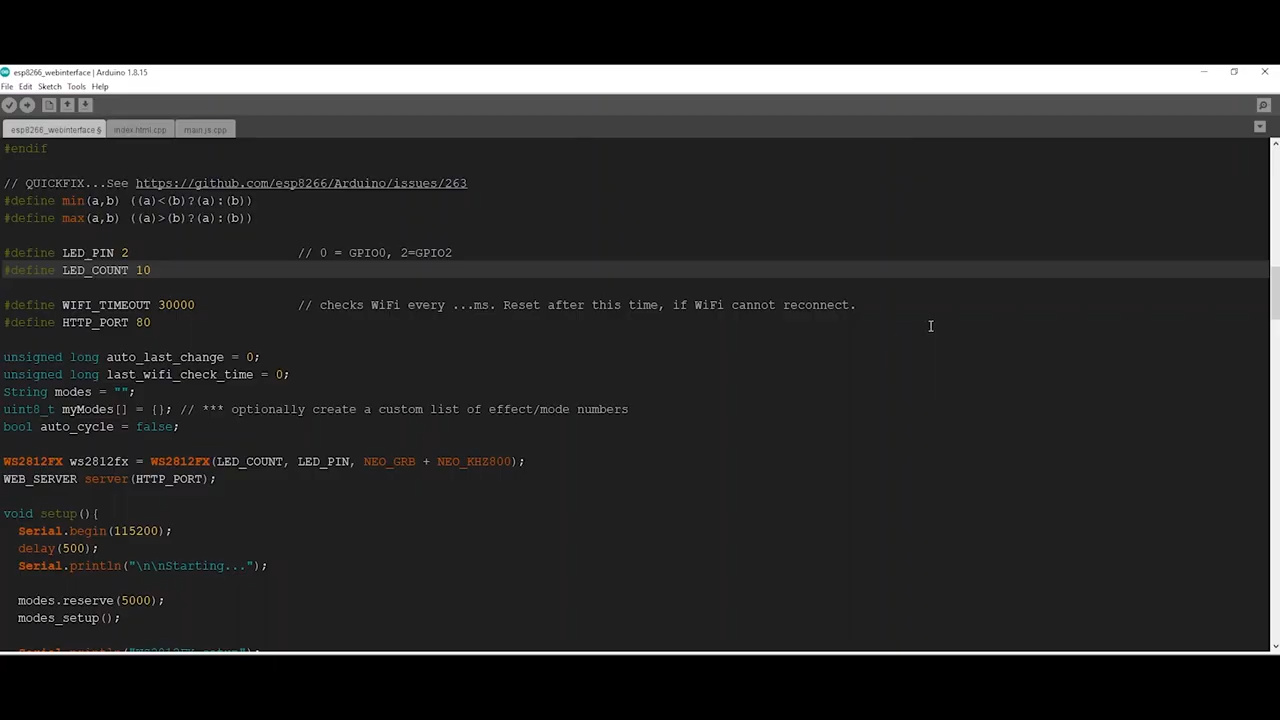 esp8266_webinterface | Arduino 1.8.15
File Edit Sketch Tools Help
esp8266_webinterface § index.html.cpp main.js.cpp
#endif
// QUICKFIX...See https://github.com/esp8266/Arduino/issues/263
#define min(a,b) ((a)<(b)?(a):(b))
#define max(a,b) ((a)>(b)?(a):(b))
#define LED_PIN 2 // 0 = GPIO0, 2=GPIO2
#define LED_COUNT 10
#define WIFI_TIMEOUT 30000 // checks WiFi every ...ms. Reset after this time, if WiFi cannot reconnect.
#define HTTP_PORT 80
unsigned long auto_last_change = 0;
unsigned long last_wifi_check_time = 0;
String modes = "";
uint8_t myModes[] = {}; // *** optionally create a custom list of effect/mode numbers
bool auto_cycle = false;
WS2812FX ws2812fx = WS2812FX(LED_COUNT, LED_PIN, NEO_GRB + NEO_KHZ800);
WEB_SERVER server(HTTP_PORT);
void setup(){
Serial.begin(115200);
delay(500);
Serial.println("\n\nStarting...");
modes.reserve(5000);
modes_setup();
Serial.println("WS2812FX setup");